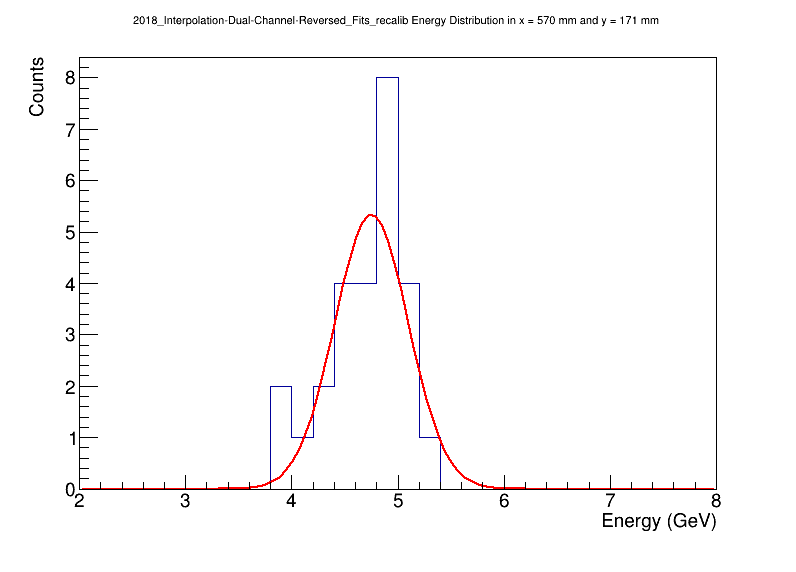 2018_Interpolation-Dual-Channel-Reversed_Fits_recalib Energy Distribution in x = 570 mm and y = 171 mm
Counts
8
7
6
5
4
3
2
1
0
2 3 4 5 6 7 8
Energy (GeV)